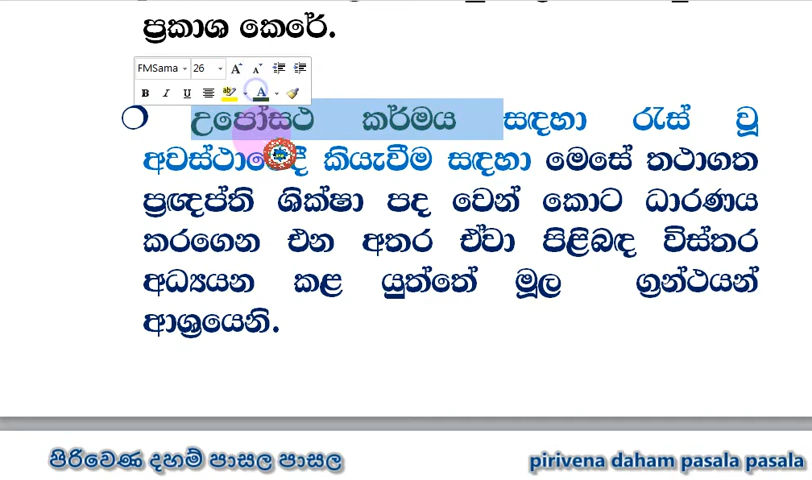 ප්‍රකාශ කෙරේ.
FMSama 26
B I U
උපෝසථ කර්මය සඳහා රැස් වූ
කියැවීම සඳහා මෙසේ තථාගත
ප්‍රඥප්ති ශික්ෂා පද වෙන් කොට ධාරණය
කරගෙන එන අතර ඒවා පිළිබඳ විස්තර
අධ්‍යයන කළ යුත්තේ මූල ග්‍රන්ථයන්
ආශ්‍රයෙනි.
පිරිවෙණ දහම් පාසල පාසල pirivena daham pasala pasala